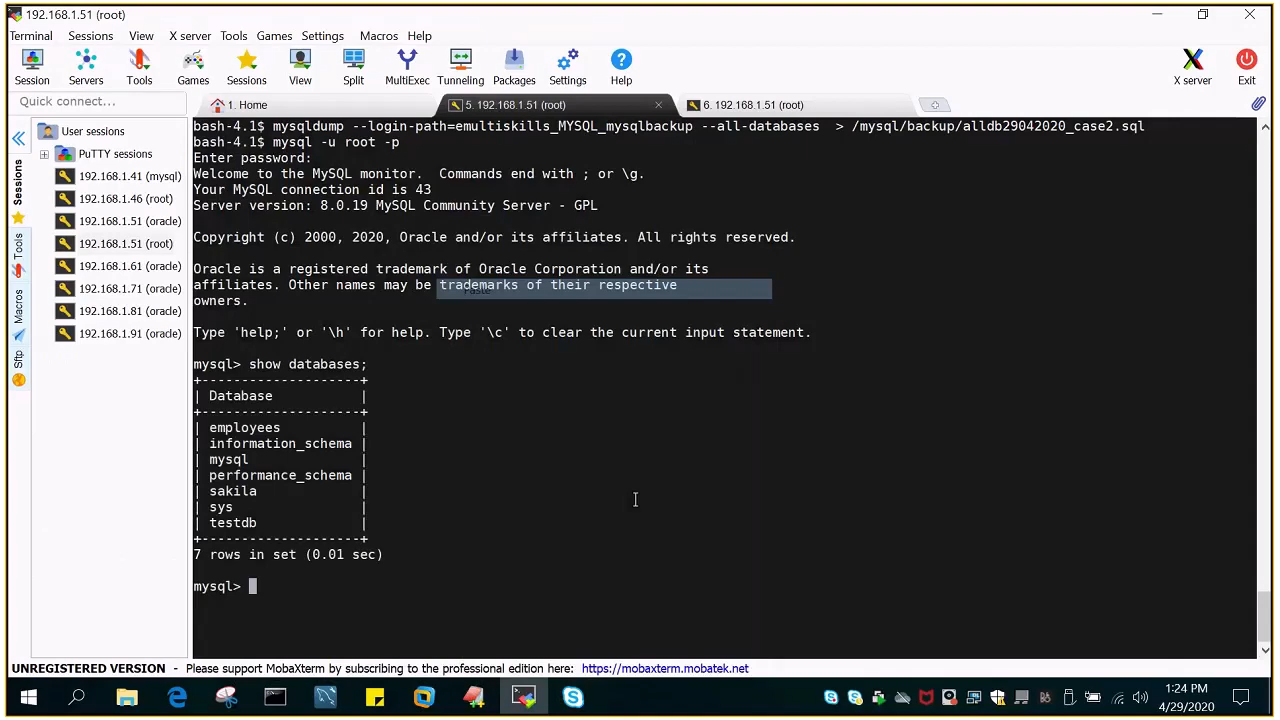 192.168.1.51 (root)
Terminal Sessions View X server Tools Games Settings Macros Help
Session Servers Tools Games Sessions View Split MultiExec Tunneling Packages Settings Help X server Exit
Quick connect...
1. Home
5. 192.168.1.51 (root)
6. 192.168.1.51 (root)
Sessions
Tools
Macros
Sftp
User sessions
PuTTY sessions
192.168.1.41 (mysql)
192.168.1.46 (root)
192.168.1.51 (oracle)
192.168.1.51 (root)
192.168.1.61 (oracle)
192.168.1.71 (oracle)
192.168.1.81 (oracle)
192.168.1.91 (oracle)
bash-4.1$ mysqldump --login-path=emultiskills_MYSQL_mysqlbackup --all-databases  > /mysql/backup/alldb29042020_case2.sql
bash-4.1$ mysql -u root -p
Enter password:
Welcome to the MySQL monitor.  Commands end with ; or \g.
Your MySQL connection id is 43
Server version: 8.0.19 MySQL Community Server - GPL
Copyright (c) 2000, 2020, Oracle and/or its affiliates. All rights reserved.
Oracle is a registered trademark of Oracle Corporation and/or its
affiliates. Other names may be trademarks of their respective
owners.
Type 'help;' or '\h' for help. Type '\c' to clear the current input statement.
mysql> show databases;
+--------------------+
| Database           |
+--------------------+
| employees          |
| information_schema |
| mysql              |
| performance_schema |
| sakila             |
| sys                |
| testdb             |
+--------------------+
7 rows in set (0.01 sec)
mysql>
UNREGISTERED VERSION - Please support MobaXterm by subscribing to the professional edition here: https://mobaxterm.mobatek.net
1:24 PM
4/29/2020